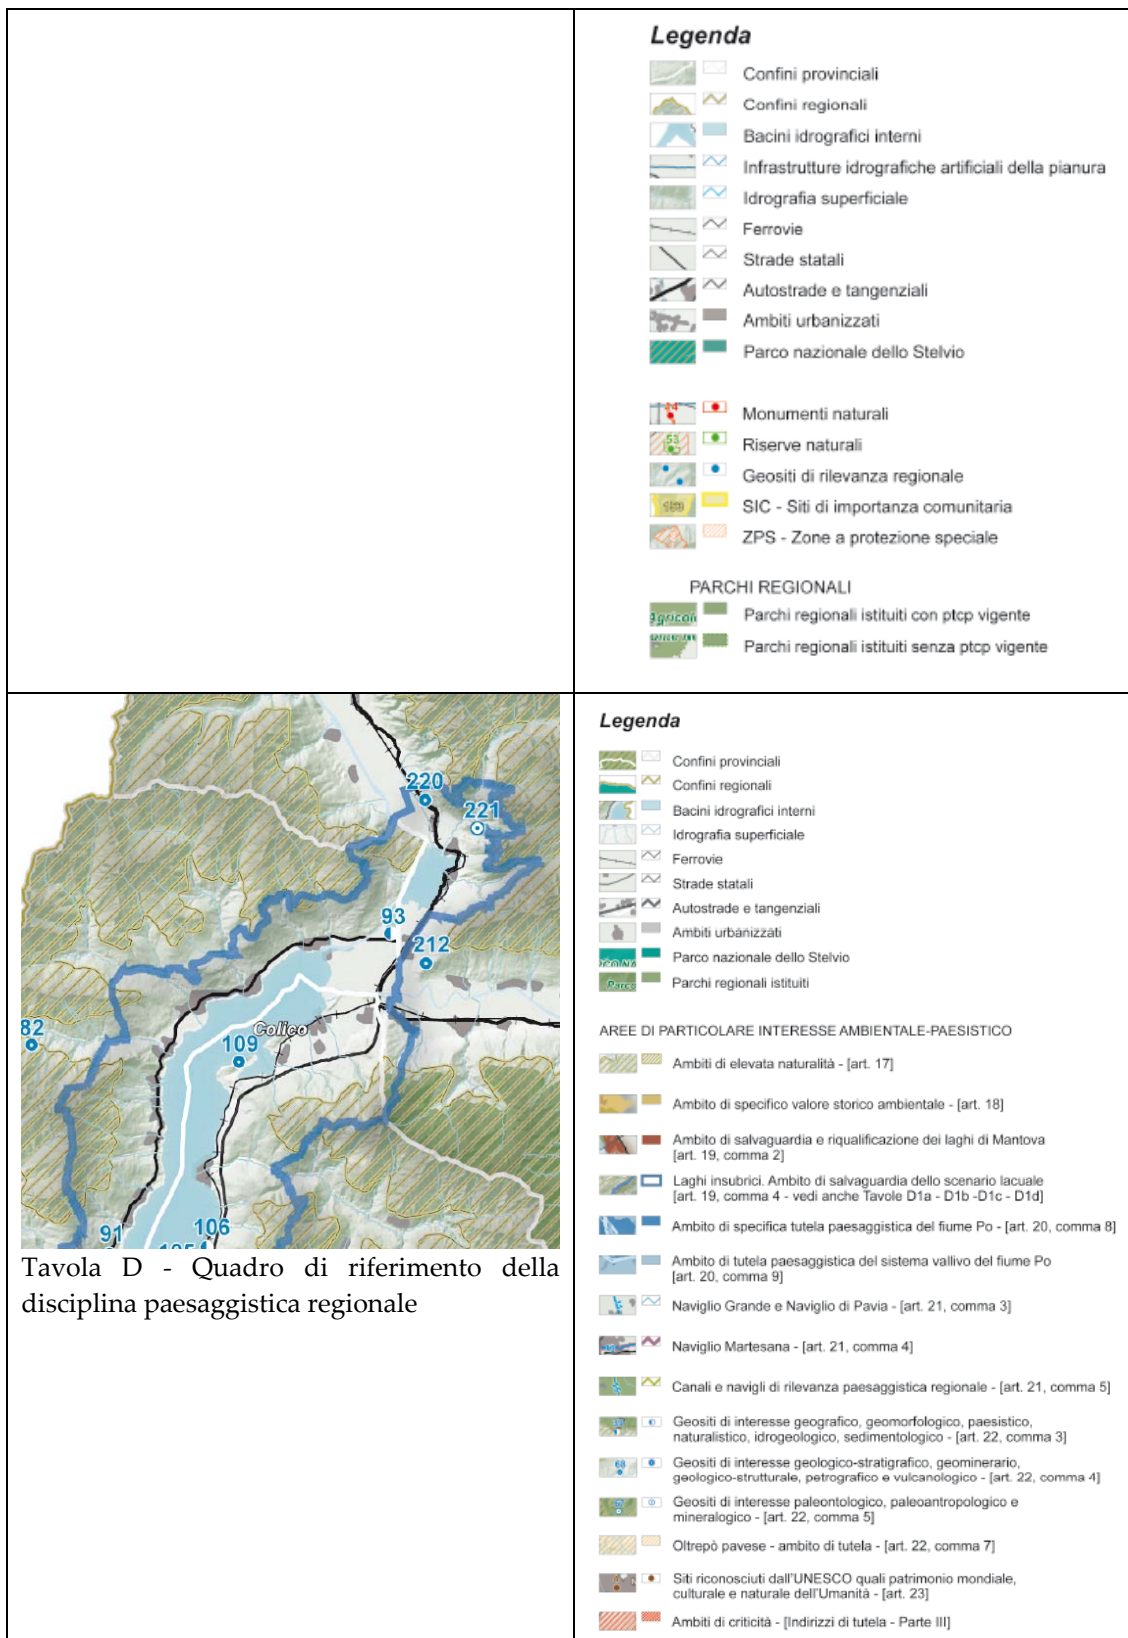 Legenda
Confini provinciali
Confini regionali
Bacini idrografici interni
Infrastrutture idrografiche artificiali della pianura
Idrografia superficiale
Ferrovie
Strade statali
Autostrade e tangenziali
Ambiti urbanizzati
Parco nazionale dello Stelvio
Monumenti naturali
53
Riserve naturali
Geositi di rilevanza regionale
SIC - Siti di importanza comunitaria
ZPS - Zone a protezione speciale
PARCHI REGIONALI
Agricol
Parchi regionali istituiti con ptcp vigente
Parchi regionali istituiti senza ptcp vigente
220
221
93
212
82
Colico
109
91
106
Tavola D - Quadro di riferimento della
disciplina paesaggistica regionale
Legenda
Confini provinciali
Confini regionali
Bacini idrografici interni
Idrografia superficiale
Ferrovie
Strade statali
Autostrade e tangenziali
Ambiti urbanizzati
Parco nazionale dello Stelvio
Parco
Parchi regionali istituiti
AREE DI PARTICOLARE INTERESSE AMBIENTALE-PAESISTICO
Ambiti di elevata naturalità - [art. 17]
Ambito di specifico valore storico ambientale - [art. 18]
Ambito di salvaguardia e riqualificazione dei laghi di Mantova
[art. 19, comma 2]
Laghi insubrici. Ambito di salvaguardia dello scenario lacuale
[art. 19, comma 4 - vedi anche Tavole D1a - D1b -D1c - D1d]
Ambito di specifica tutela paesaggistica del fiume Po - [art. 20, comma 8]
Ambito di tutela paesaggistica del sistema vallivo del fiume Po
[art. 20, comma 9]
Naviglio Grande e Naviglio di Pavia - [art. 21, comma 3]
Naviglio Martesana - [art. 21, comma 4]
Canali e navigli di rilevanza paesaggistica regionale - [art. 21, comma 5]
Geositi di interesse geografico, geomorfologico, paesistico,
naturalistico, idrogeologico, sedimentologico - [art. 22, comma 3]
68
Geositi di interesse geologico-stratigrafico, geominerario,
geologico-strutturale, petrografico e vulcanologico - [art. 22, comma 4]
Geositi di interesse paleontologico, paleoantropologico e
mineralogico - [art. 22, comma 5]
Oltrepò pavese - ambito di tutela - [art. 22, comma 7]
Siti riconosciuti dall'UNESCO quali patrimonio mondiale,
culturale e naturale dell'Umanità - [art. 23]
Ambiti di criticità - [Indirizzi di tutela - Parte III]